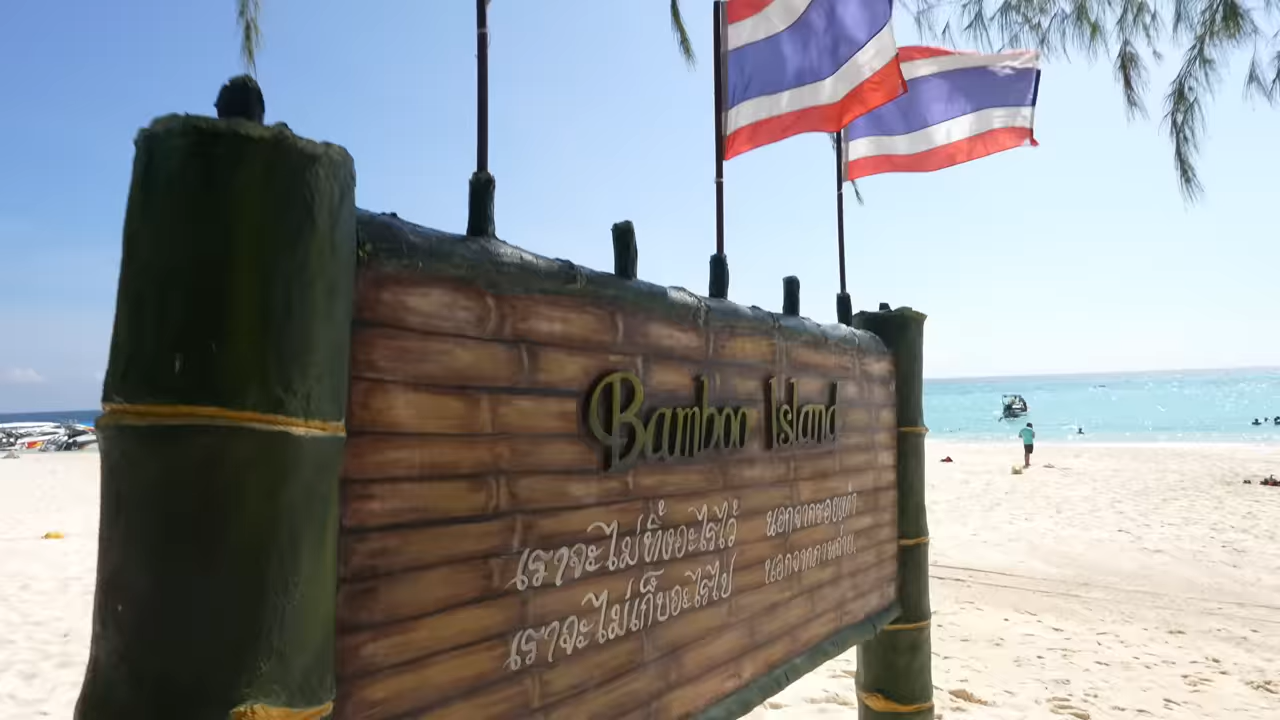 Bamboo Island
เราจะไม่ทิ้งอะไรไว้ นอกจากรอยเท้า
เราจะไม่เก็บอะไรไป นอกจากภาพถ่าย.